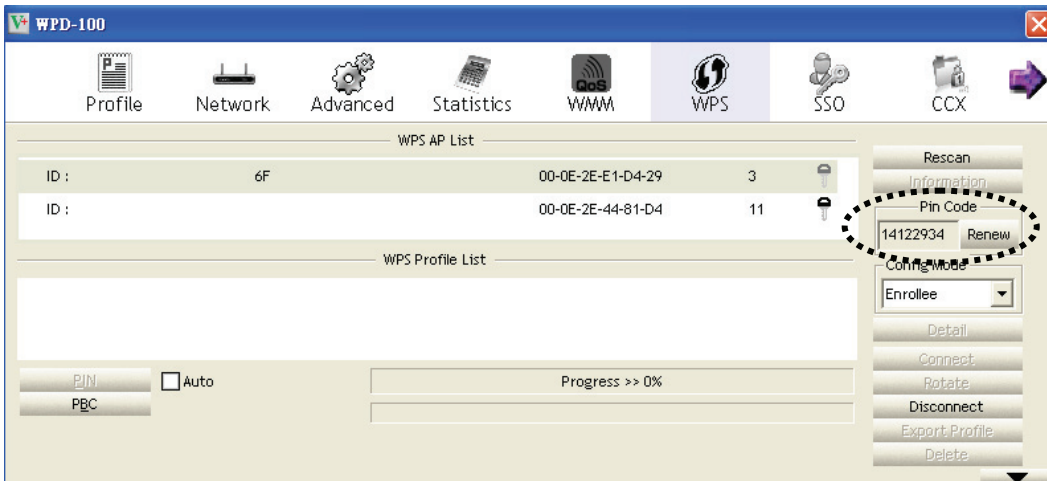 WPD-100
Profile Network Advanced Statistics QoS WMM WPS SSO CCX
WPS AP List
ID : 6F 00-0E-2E-E1-D4-29 3
ID : 00-0E-2E-44-81-D4 11
WPS Profile List
Rescan
Information
Pin Code
14122934 Renew
Config Mode
Enrollee
Detail
Connect
Rotate
Disconnect
Export Profile
Delete
PIN Auto Progress >> 0%
PBC